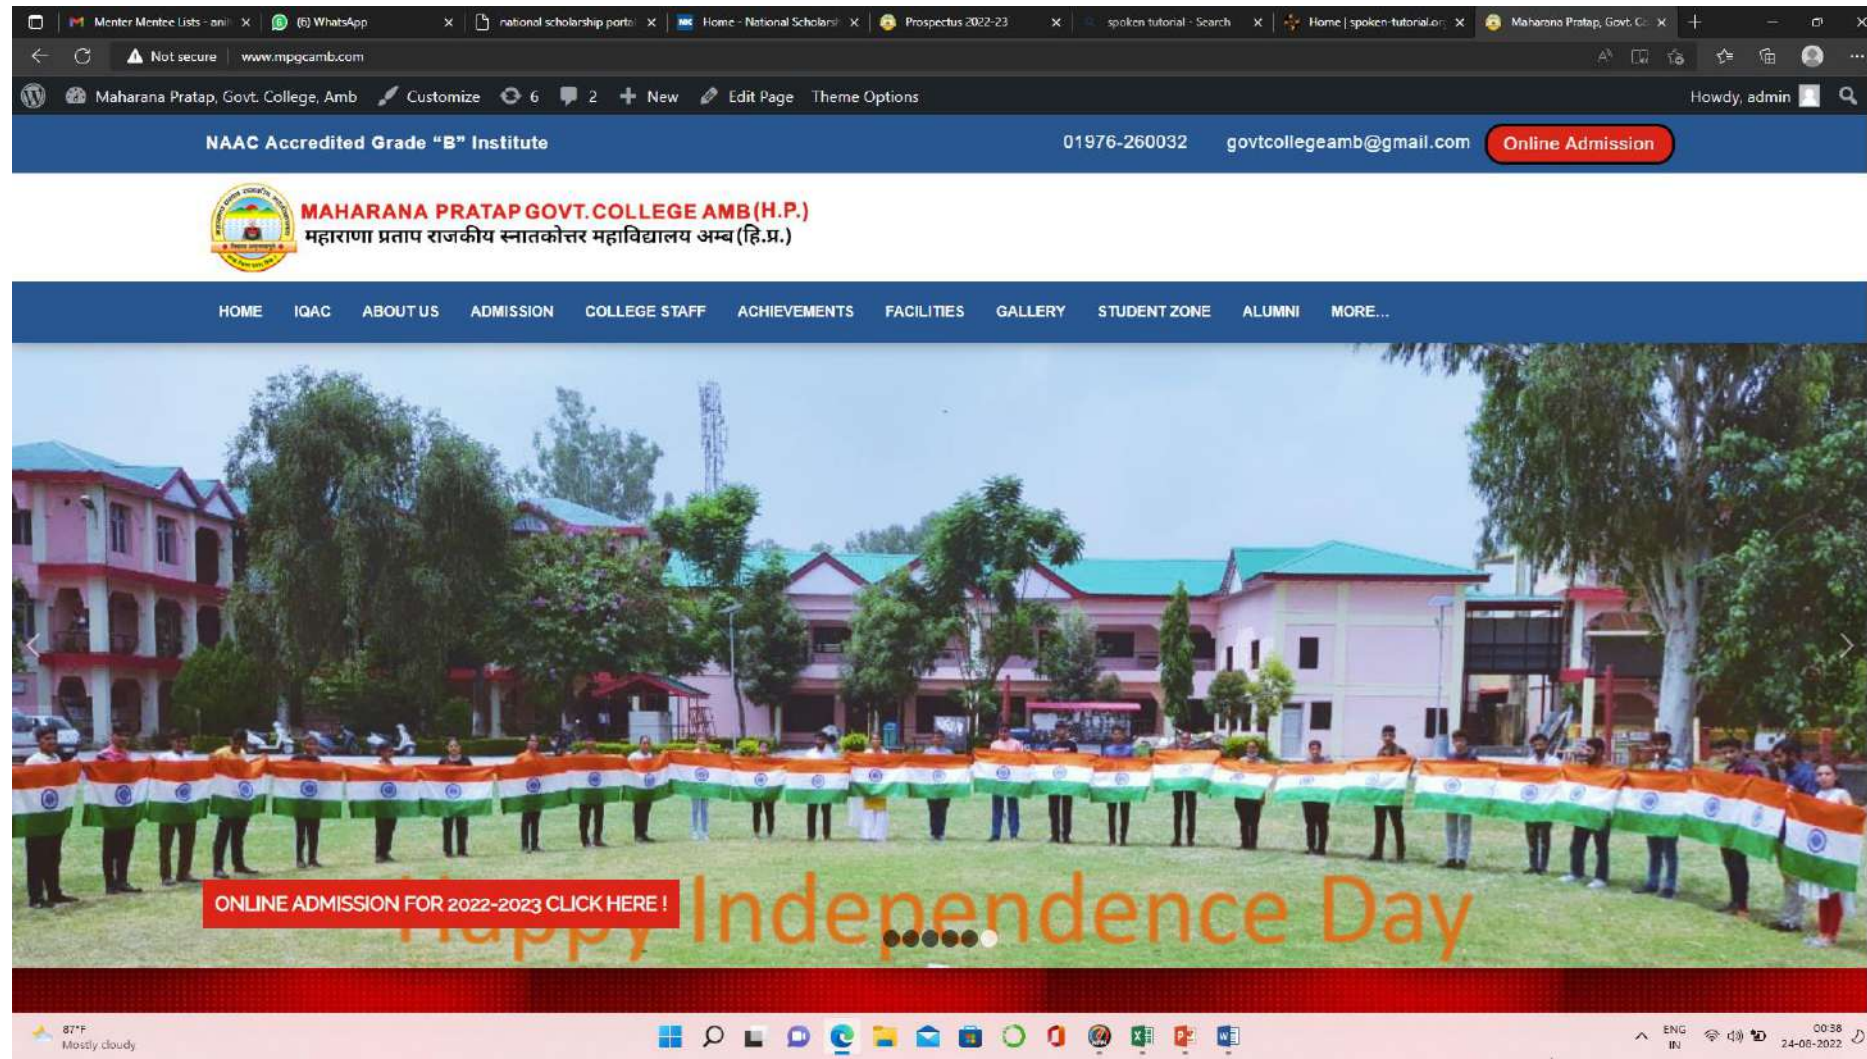 Menter Mentee Lists - ani
(6) WhatsApp
national scholarship porta
Home - National Scholars
Prospectus 2022-23
spoken tutorial - Search
Home | spoken-tutorial.or
Maharana Pratap, Govt. C
Not secure
www.mpgcamb.com
Maharana Pratap, Govt. College, Amb Customize 6 2 New Edit Page Theme Options Howdy, admin
NAAC Accredited Grade “B” Institute 01976-260032 govtcollegeamb@gmail.com Online Admission
MAHARANA PRATAP GOVT. COLLEGE AMB (H.P.)
महाराणा प्रताप राजकीय स्नातकोत्तर महाविद्यालय अम्ब (हि.प्र.)
HOME IQAC ABOUT US ADMISSION COLLEGE STAFF ACHIEVEMENTS FACILITIES GALLERY STUDENT ZONE ALUMNI MORE...
ONLINE ADMISSION FOR 2022-2023 CLICK HERE !
Happy Independence Day
87°F
Mostly cloudy
ENG
IN
00:38
24-08-2022